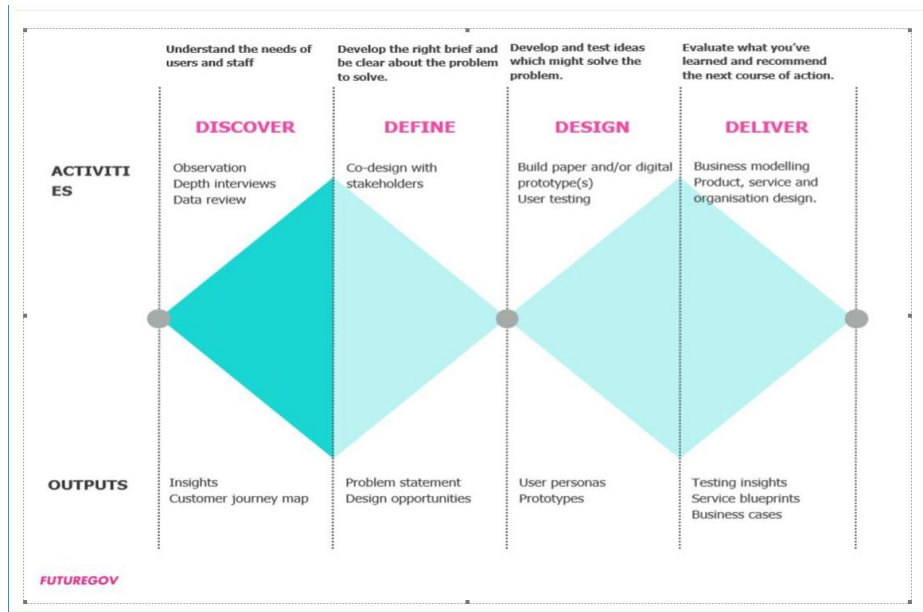 Understand the needs of
users and staff
Develop the right brief and
be clear about the problem
to solve.
Develop and test ideas
which might solve the
problem.
Evaluate what you've
learned and recommend
the next course of action.
DISCOVER
DEFINE
DESIGN
DELIVER
ACTIVITI
ES
Observation
Depth interviews
Data review
Co-design with
stakeholders
Build paper and/or digital
prototype(s)
User testing
Business modelling
Product, service and
organisation design.
OUTPUTS
Insights
Customer journey map
Problem statement
Design opportunities
User personas
Prototypes
Testing insights
Service blueprints
Business cases
FUTUREGOV